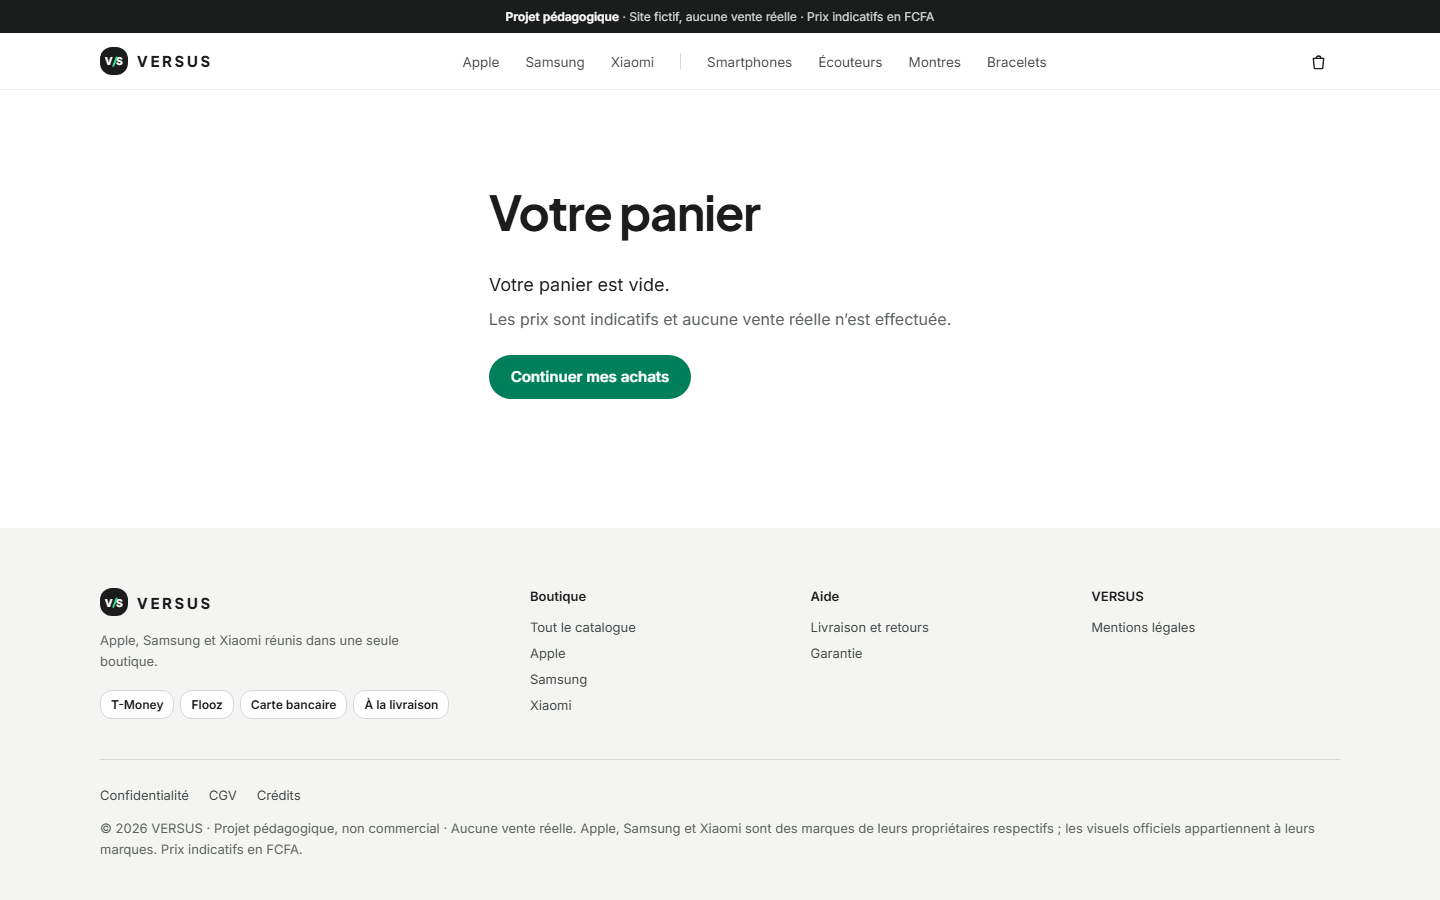 Projet pédagogique · Site fictif, aucune vente réelle · Prix indicatifs en FCFA
V/S VERSUS
Apple Samsung Xiaomi Smartphones Écouteurs Montres Bracelets
Votre panier
Votre panier est vide.
Les prix sont indicatifs et aucune vente réelle n’est effectuée.
Continuer mes achats
V/S VERSUS
Apple, Samsung et Xiaomi réunis dans une seule
boutique.
T-Money Flooz Carte bancaire À la livraison
Boutique
Tout le catalogue
Apple
Samsung
Xiaomi
Aide
Livraison et retours
Garantie
VERSUS
Mentions légales
Confidentialité CGV Crédits
© 2026 VERSUS · Projet pédagogique, non commercial · Aucune vente réelle. Apple, Samsung et Xiaomi sont des marques de leurs propriétaires respectifs ; les visuels officiels appartiennent à leurs
marques. Prix indicatifs en FCFA.